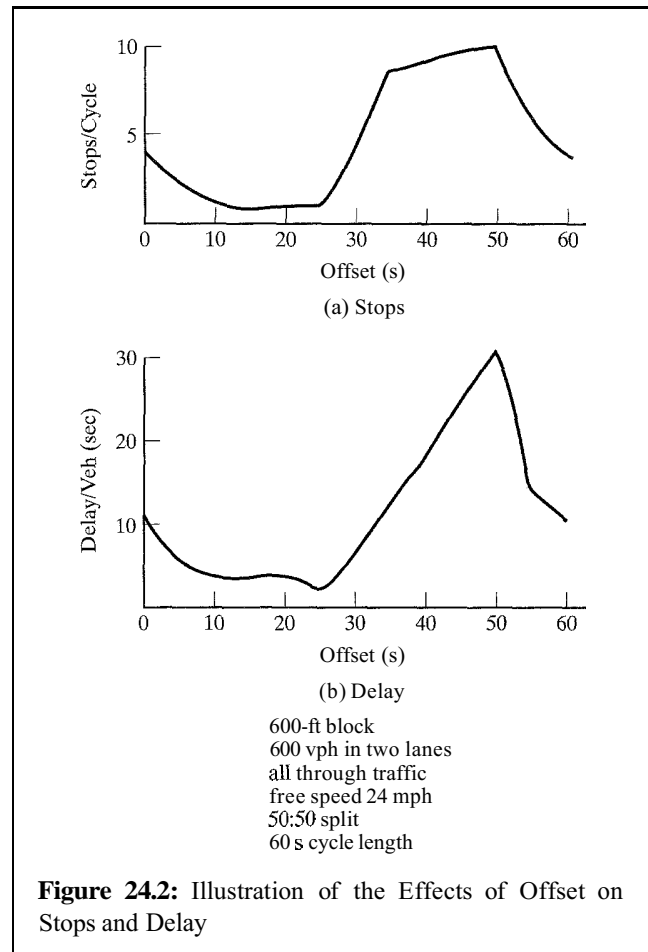 10
5
Stops/Cycle
0 10 20 30 40 50 60
Offset (s)
(a) Stops
30
20
10
Delay/Veh (sec)
0 10 20 30 40 50 60
Offset (s)
(b) Delay
600-ft block
600 vph in two lanes
all through traffic
free speed 24 mph
50:50 split
60 s cycle length
Figure 24.2: Illustration of the Effects of Offset on
Stops and Delay